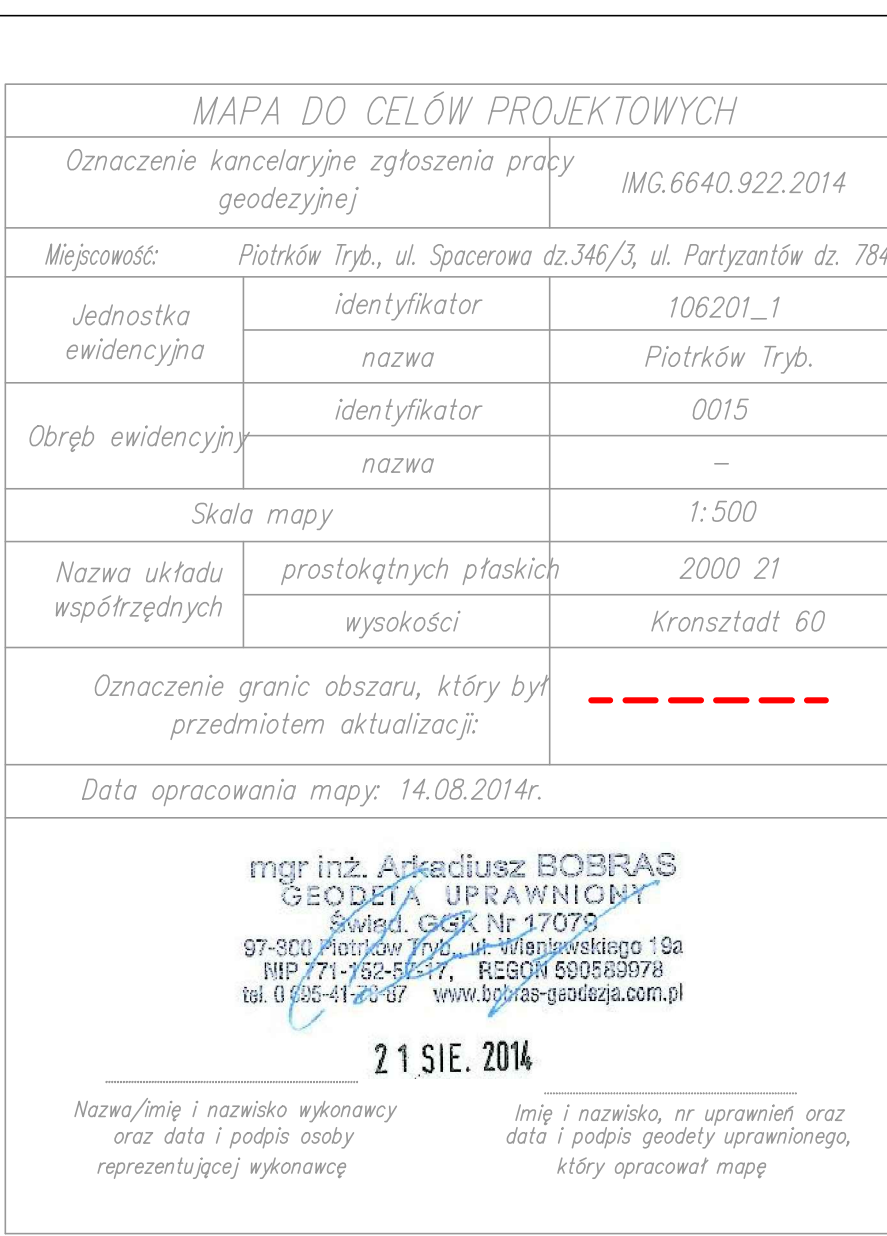 MAPA DO CELÓW PROJEKTOWYCH
Oznaczenie kancelaryjne zgłoszenia pracy
geodezyjnej
IMG.6640.922.2014
Miejscowość: Piotrków Tryb., ul. Spacerowa dz.346/3, ul. Partyzantów dz. 784
Jednostka
ewidencyjna
identyfikator
106201_1
nazwa
Piotrków Tryb.
Obręb ewidencyjny
identyfikator
0015
nazwa
–
Skala mapy
1:500
Nazwa układu
współrzędnych
prostokątnych płaskich
2000 21
wysokości
Kronsztadt 60
Oznaczenie granic obszaru, który był
przedmiotem aktualizacji:
Data opracowania mapy: 14.08.2014r.
mgr inż. Arkadiusz BOBRAS
GEODETA UPRAWNIONY
Świad. GGK Nr 17079
97-300 Piotrków Tryb., ul. 19a
NIP REGON 590589978
tel. www.bobras-geodezja.com.pl
21 SIE. 2014
Nazwa/imię i nazwisko wykonawcy
oraz data i podpis osoby
reprezentującej wykonawcę
Imię i nazwisko, nr uprawnień oraz
data i podpis geodety uprawnionego,
który opracował mapę